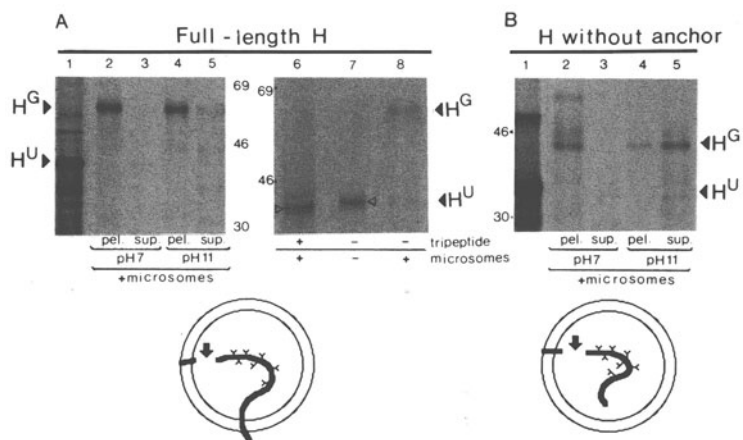 A
Full - length H
B
H without anchor
1 2 3 4 5 6 7 8
1 2 3 4 5
H^G
H^U
69
46
30
69
46
H^G
H^U
46
30
H^G
H^U
pel. sup. pel. sup.
pH7 pH11
+microsomes
+ - - tripeptide
+ - + microsomes
pel. sup. pel. sup.
pH7 pH11
+microsomes